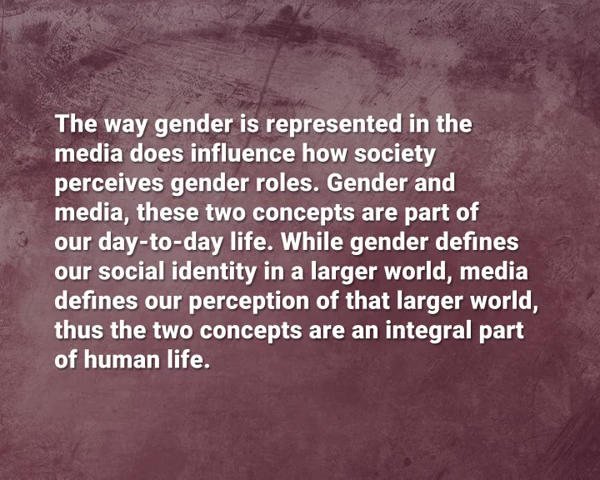 The way gender is represented in the
media does influence how society
perceives gender roles. Gender and
media, these two concepts are part of
our day-to-day life. While gender defines
our social identity in a larger world, media
defines our perception of that larger world,
thus the two concepts are an integral part
of human life.